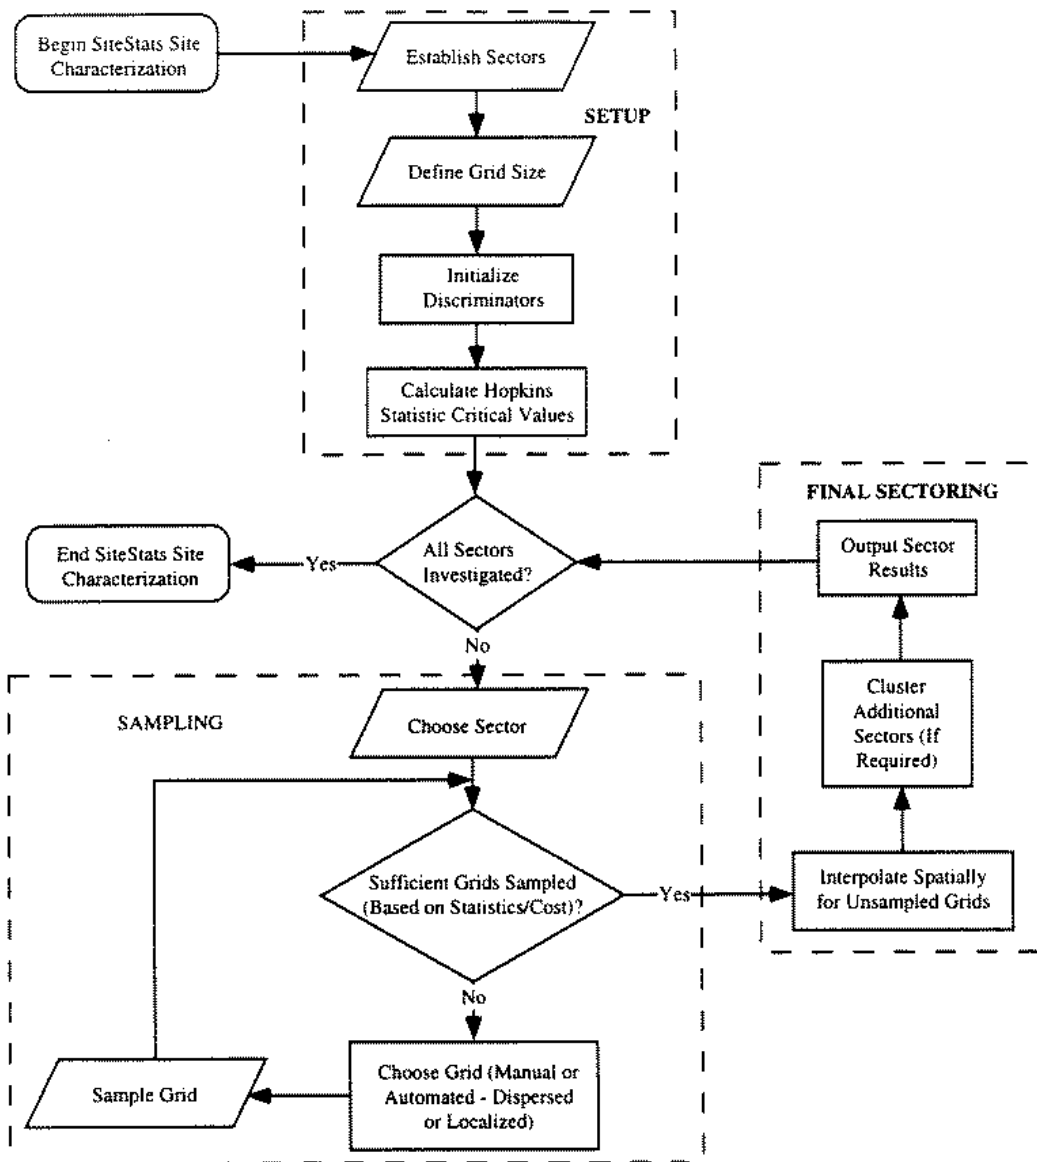 Begin SiteStats Site
Characterization
Establish Sectors
SETUP
Define Grid Size
Initialize
Discriminators
Calculate Hopkins
Statistic Critical Values
FINAL SECTORING
Output Sector
Results
End SiteStats Site
Characterization
Yes
All Sectors
Investigated?
No
Cluster
Additional
Sectors (If
Required)
SAMPLING
Choose Sector
Sufficient Grids Sampled
(Based on Statistics/Cost)?
Yes
Interpolate Spatially
for Unsampled Grids
No
Choose Grid (Manual or
Automated - Dispersed
or Localized)
Sample Grid